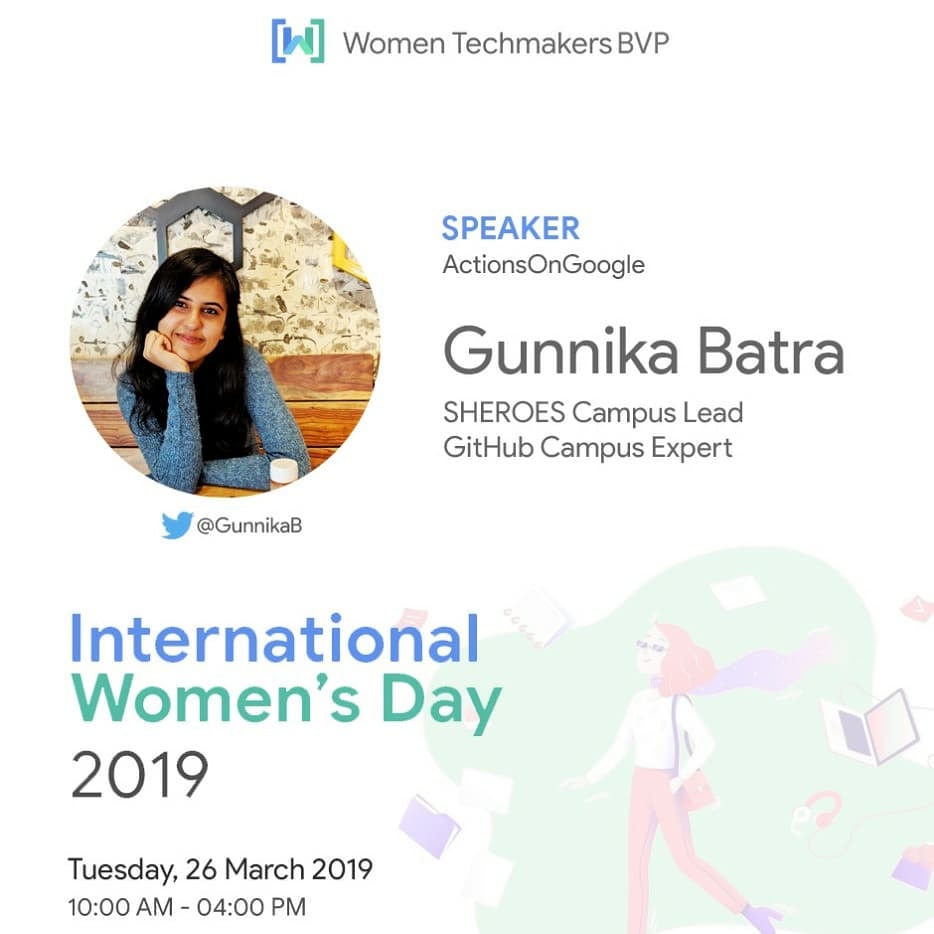 Women Techmakers BVP
SPEAKER
ActionsOnGoogle
Gunnika Batra
SHEROES Campus Lead
GitHub Campus Expert
@GunnikaB
International
Women's Day
2019
Tuesday, 26 March 2019
10:00 AM - 04:00 PM